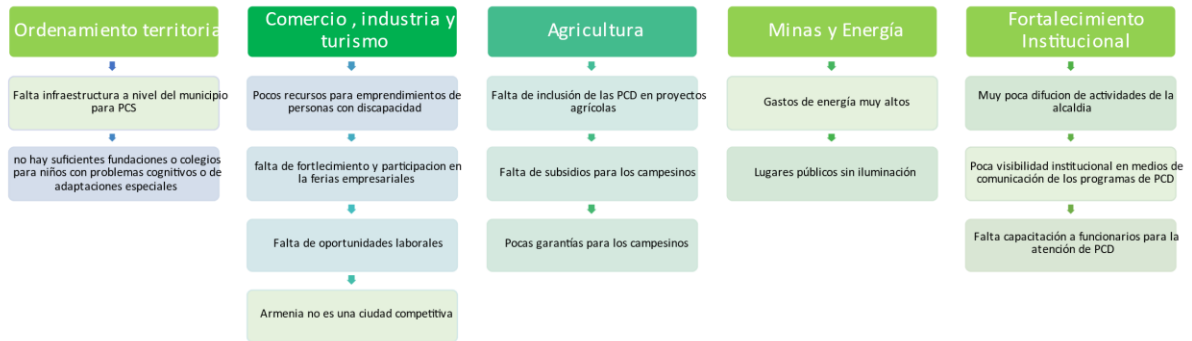 Ordenamiento territoria
Falta infraestructura a nivel del municipio
para PCS
no hay suficientes fundaciones o colegios
para niños con problemas cognitivos o de
adaptaciones especiales
Comercio , industria y
turismo
Pocos recursos para emprendimientos de
personas con discapacidad
falta de fortlecimiento y participacion en
la ferias empresariales
Falta de oportunidades laborales
Armenia no es una ciudad competitiva
Agricultura
Falta de inclusión de las PCD en proyectos
agrícolas
Falta de subsidios para los campesinos
Pocas garantías para los campesinos
Minas y Energía
Gastos de energía muy altos
Lugares públicos sin iluminación
Fortalecimiento
Institucional
Muy poca difucion de actividades de la
alcaldia
Poca visibilidad institucional en medios de
comunicación de los programas de PCD
Falta capacitación a funcionarios para la
atención de PCD